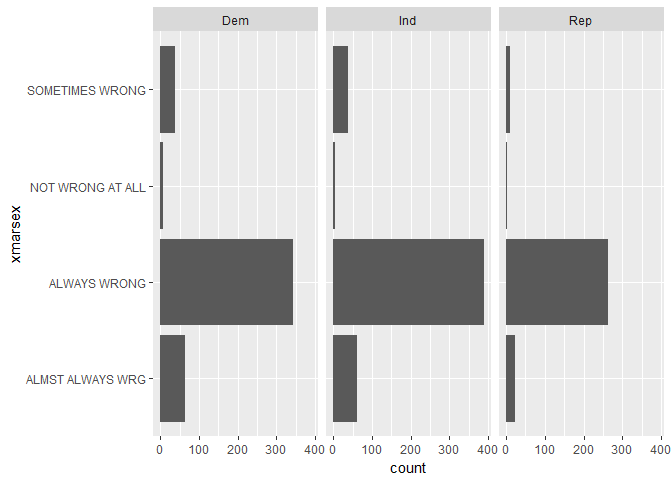 Dem Ind Rep
SOMETIMES WRONG
NOT WRONG AT ALL
ALWAYS WRONG
ALMST ALWAYS WRG
xmarsex
0 100 200 300 400 0 100 200 300 400 0 100 200 300 400
count